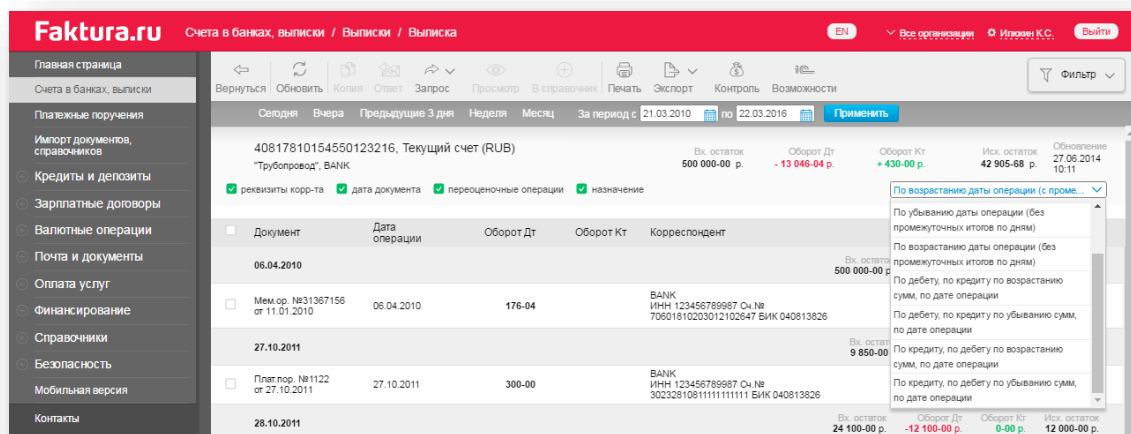 Faktura.ru
Счета в банках, выписки / Выписки / Выписка
EN
Все организации
Илюкин К.С.
Выйти
Главная страница
Счета в банках, выписки
Платежные поручения
Импорт документов,
справочников
Кредиты и депозиты
Зарплатные договоры
Валютные операции
Почта и документы
Оплата услуг
Финансирование
Справочники
Безопасность
Мобильная версия
Контакты
Вернуться Обновить Копия Ответ Запрос Просмотр В справочник Печать Экспорт Контроль Возможности
Фильтр
Сегодня Вчера Предыдущие 3 дня Неделя Месяц За период с 21.03.2010 по 22.03.2016 Применить
40817810154550123216, Текущий счет (RUB)
"Трубопровод", BANK
Вх. остаток Оборот Дт Оборот Кт Исх. остаток Обновление
500 000-00 р. - 13 046-04 р. + 430-00 р. 42 905-68 р. 27.06.2014
10:11
реквизиты корр-та дата документа переоценочные операции назначение
По возрастанию даты операции (с проме...
По убыванию даты операции (без
промежуточных итогов по дням)
По возрастанию даты операции (без
промежуточных итогов по дням)
По дебету, по кредиту по возрастанию
сумм, по дате операции
По дебету, по кредиту по убыванию сумм,
по дате операции
По кредиту, по дебету по возрастанию
сумм, по дате операции
По кредиту, по дебету по убыванию сумм,
по дате операции
Документ Дата операции Оборот Дт Оборот Кт Корреспондент
06.04.2010 Вх. остато
500 000-00 р
Мем.ор. №31367156
от 11.01.2010
06.04.2010 176-04
BANK
ИНН 123456789987 Сч.№
70601810203012102647 БИК 040813826
27.10.2011 Вх. остат
9 850-00
Плат.пор. №1122
от 27.10.2011
27.10.2011 300-00
BANK
ИНН 123456789987 Сч.№
30232810811111111111 БИК 040813826
28.10.2011
Вх. остаток Оборот Дт Оборот Кт Исх. остаток
24 100-00 р. -12 100-00 р. 0-00 р. 12 000-00 р.